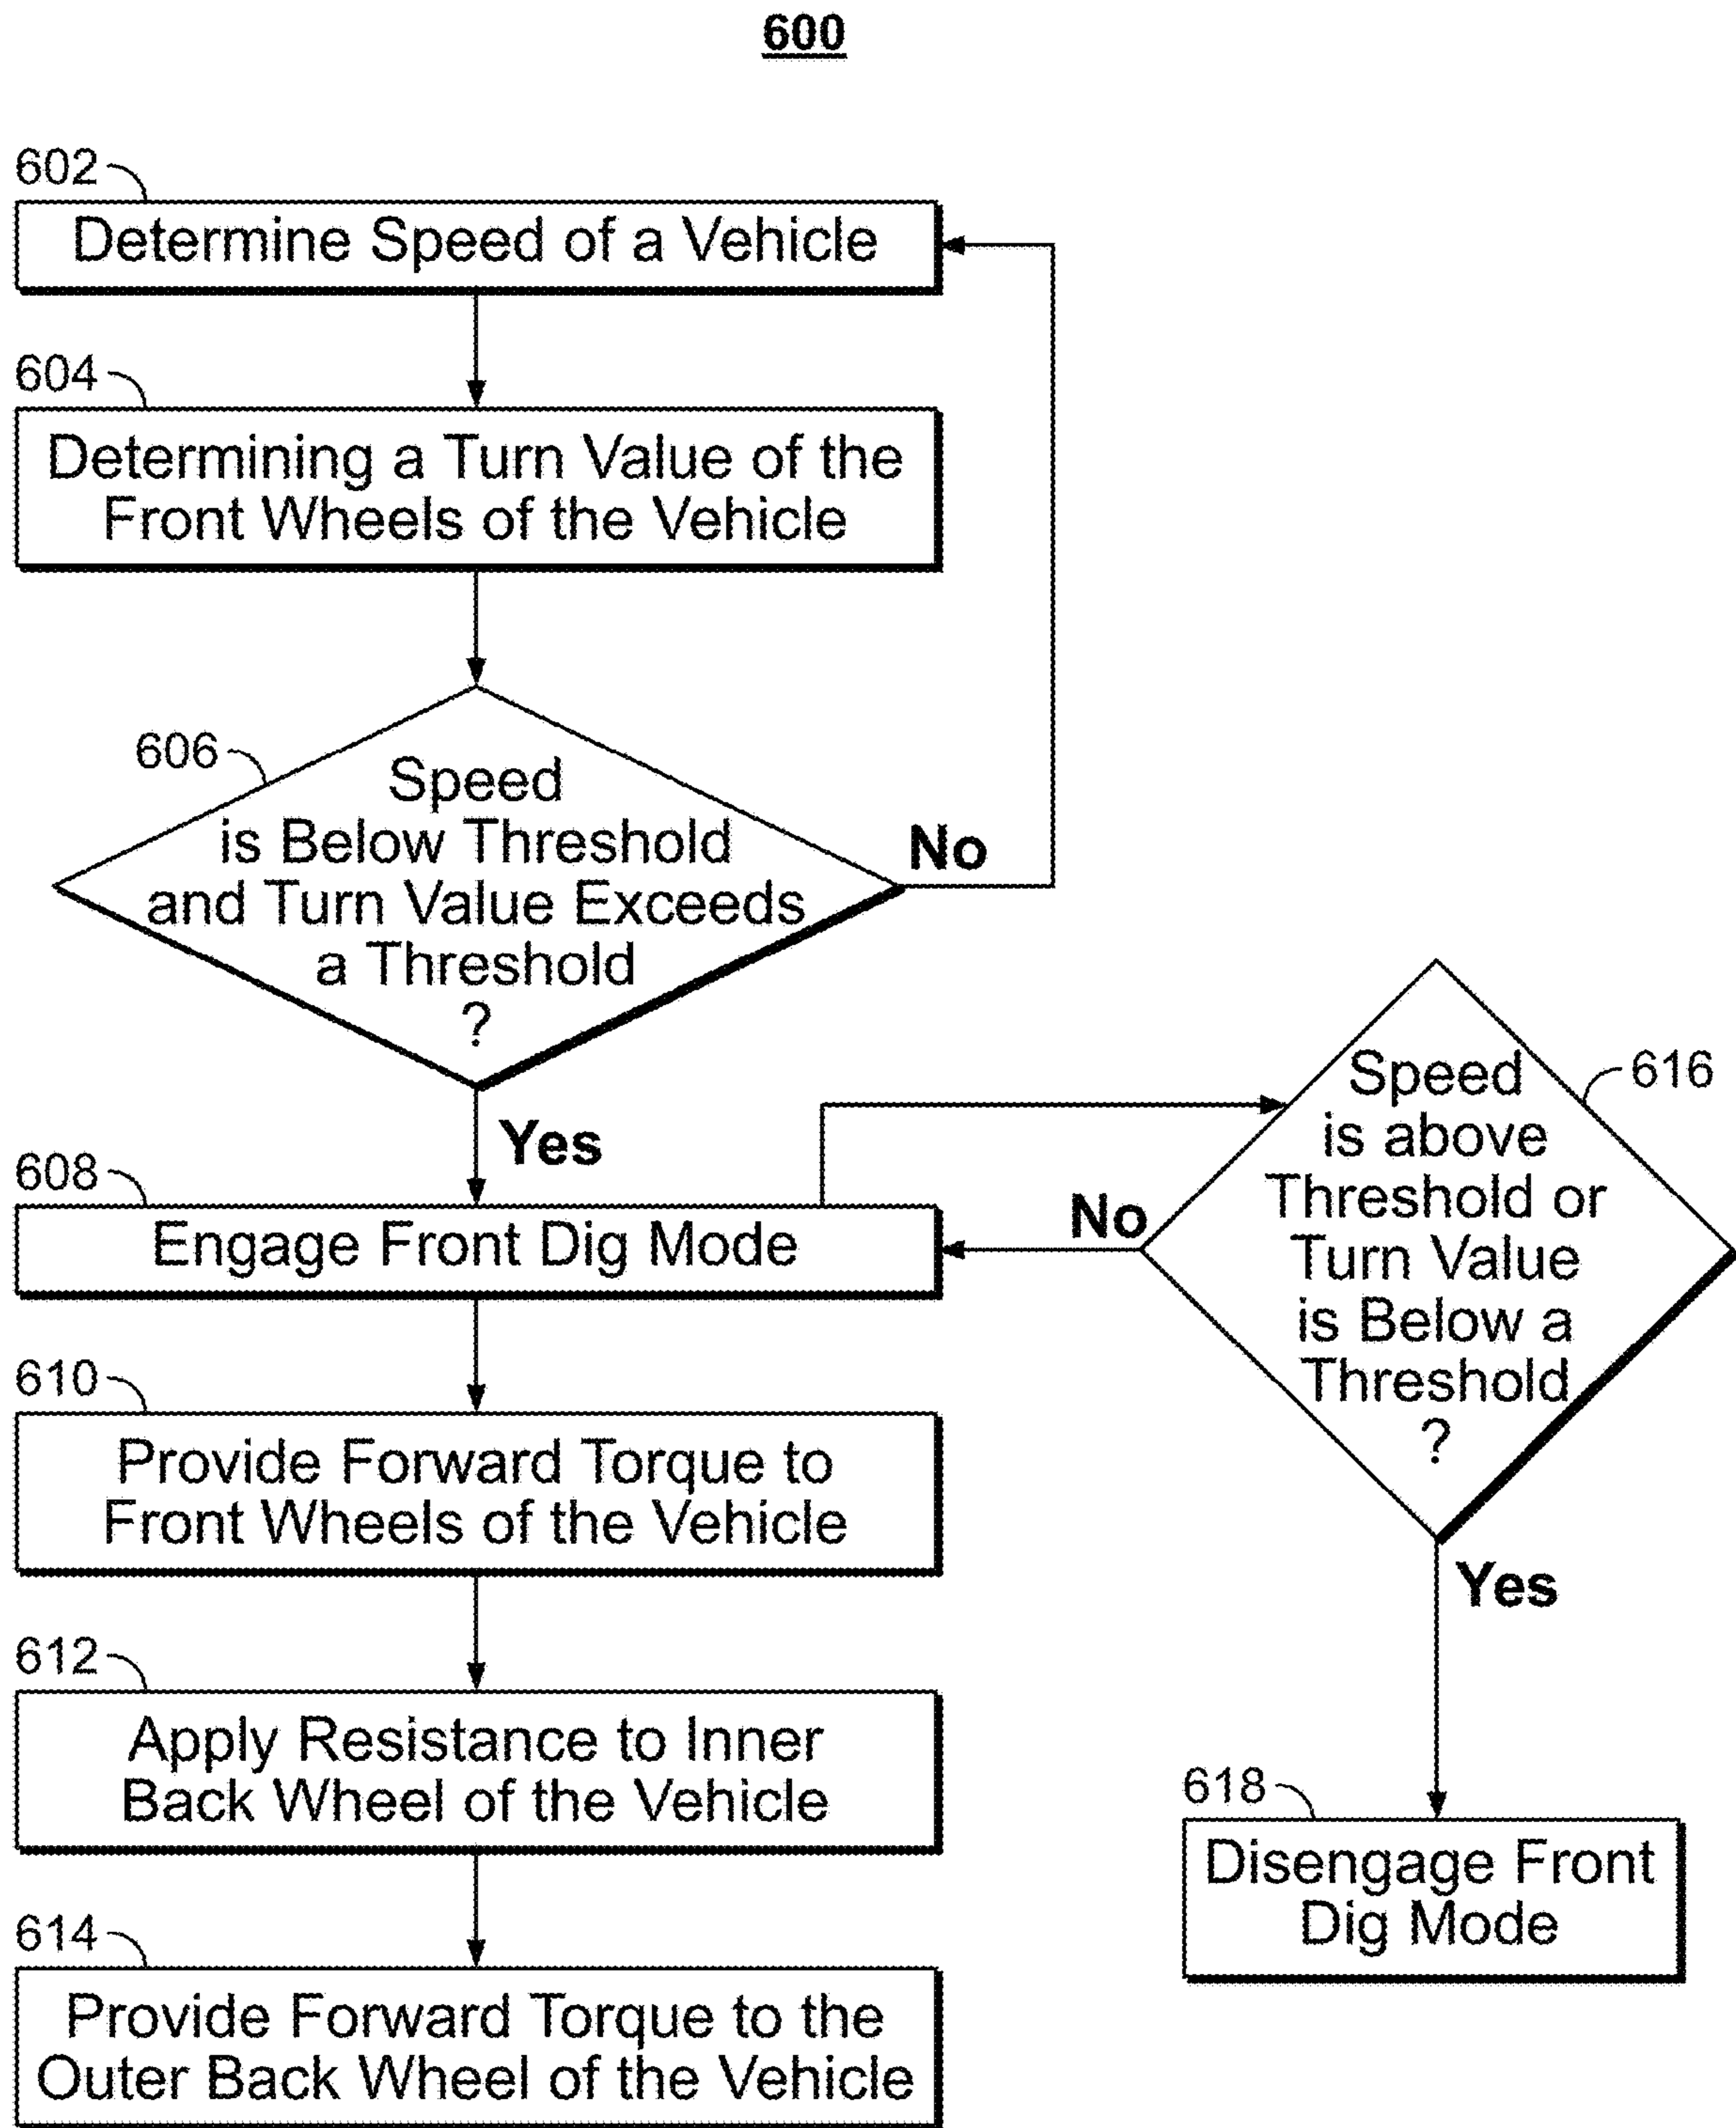 600
602
Determine Speed of a Vehicle
604
Determining a Turn Value of the
Front Wheels of the Vehicle
606
Speed
is Below Threshold
and Turn Value Exceeds
a Threshold
?
No
Yes
608
Engage Front Dig Mode
610
Provide Forward Torque to
Front Wheels of the Vehicle
612
Apply Resistance to Inner
Back Wheel of the Vehicle
614
Provide Forward Torque to the
Outer Back Wheel of the Vehicle
616
Speed
is above
Threshold or
Turn Value
is Below a
Threshold
?
No
Yes
618
Disengage Front
Dig Mode